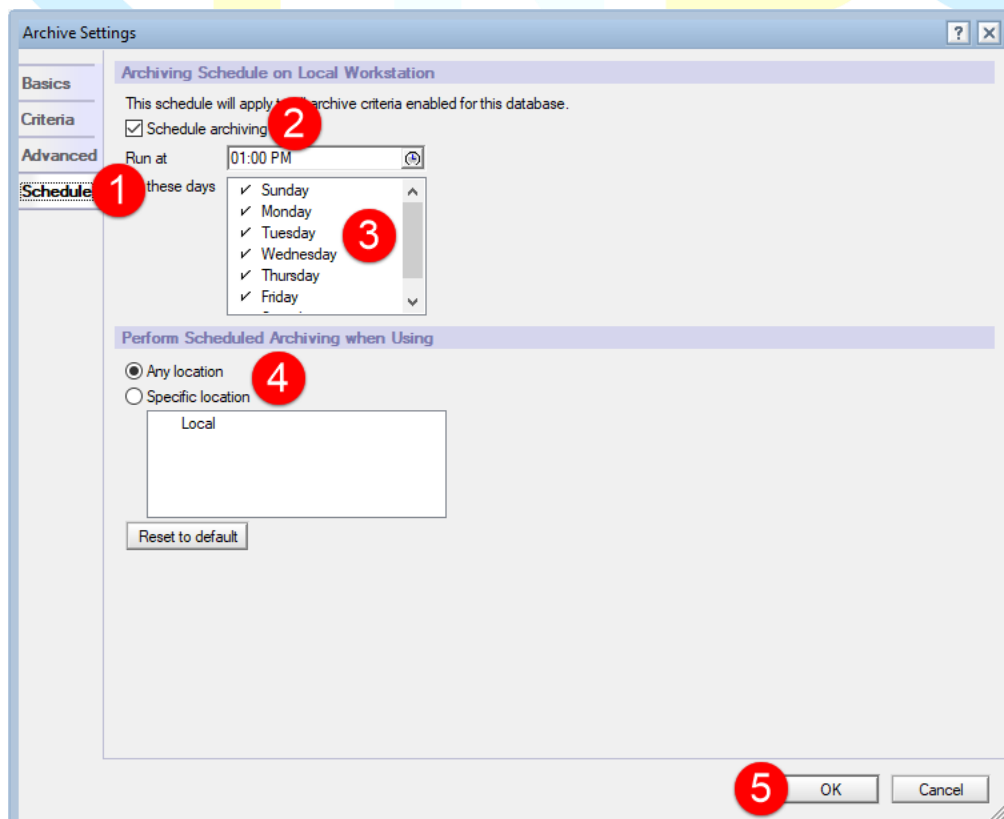 Archive Settings
?
Basics
Criteria
Advanced
Schedule
1
Archiving Schedule on Local Workstation
This schedule will apply archive criteria enabled for this database.
Schedule archiving
2
Run at 01:00 PM
these days
Sunday
Monday
Tuesday
3
Wednesday
Thursday
Friday
Perform Scheduled Archiving when Using
Any location
4
Specific location
Local
Reset to default
5
OK Cancel